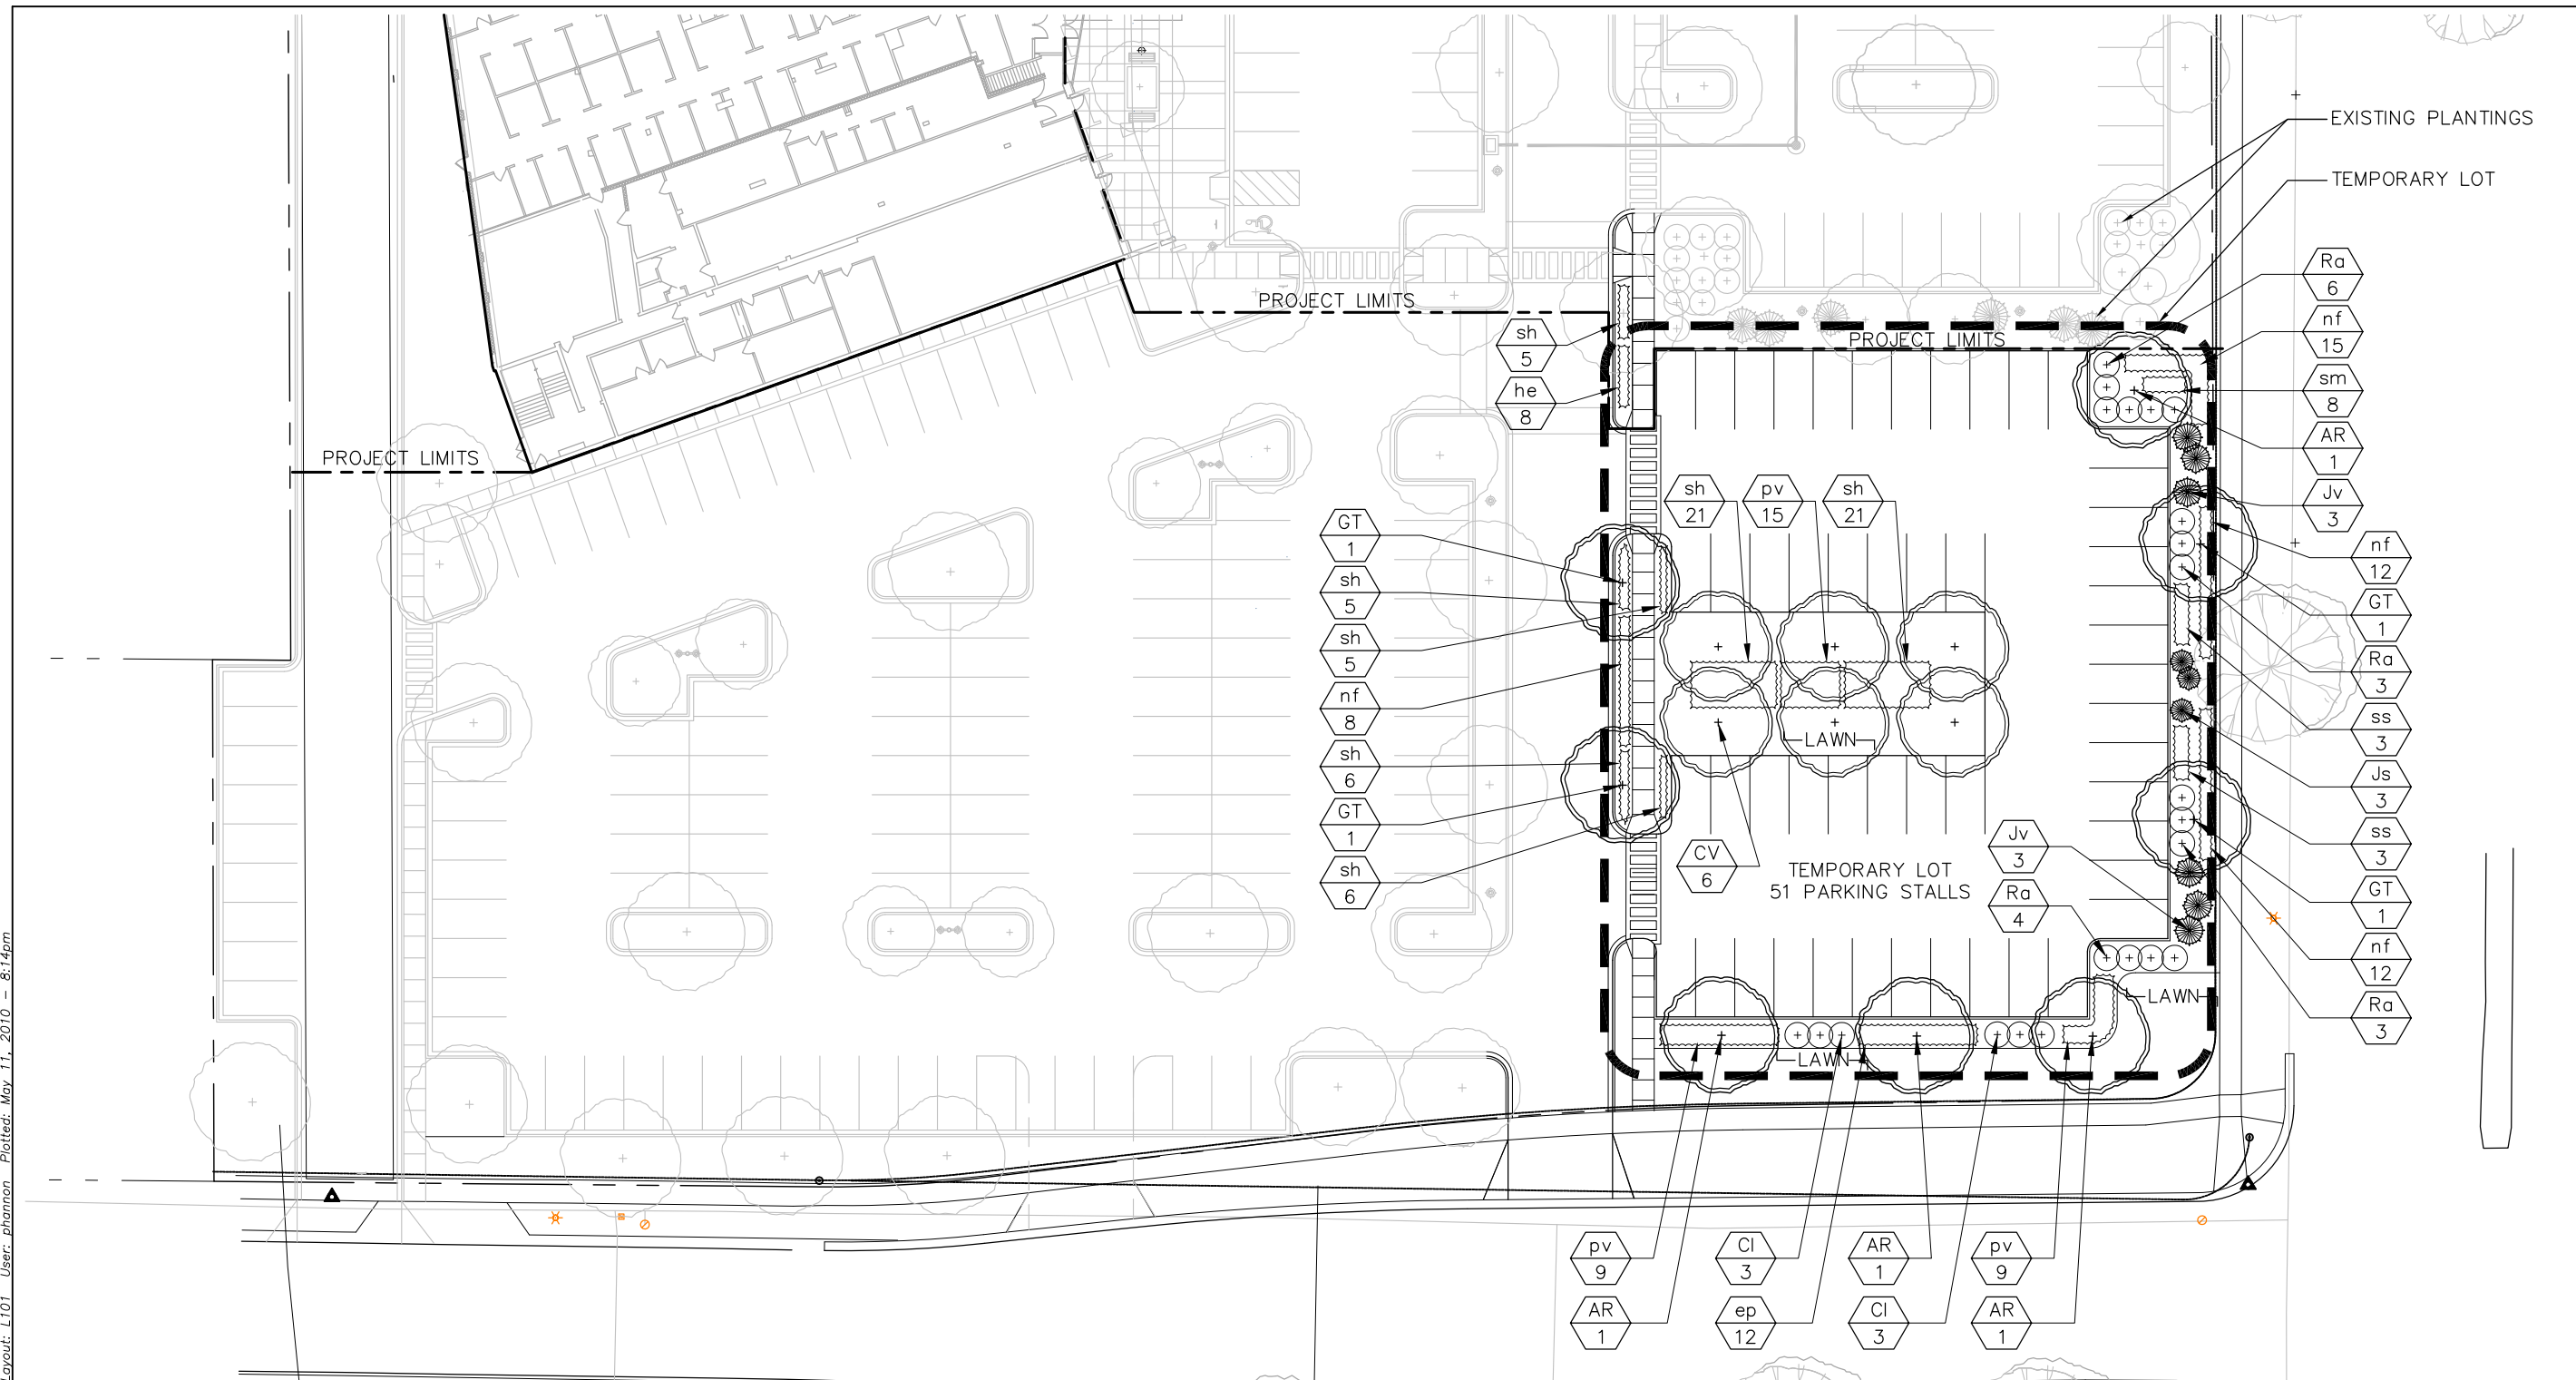 EXISTING PLANTINGS
TEMPORARY LOT
Ra
6
nf
15
sm
8
AR
1
Jv
3
nf
12
GT
1
Ra
3
ss
3
Js
3
ss
3
GT
1
nf
12
Ra
3
PROJECT LIMITS
PROJECT LIMITS
PROJECT LIMITS
sh
5
he
8
sh
21
pv
15
sh
21
GT
1
sh
5
sh
5
nf
8
sh
6
GT
1
sh
6
LAWN
CV
6
TEMPORARY LOT
51 PARKING STALLS
Jv
3
Ra
4
LAWN
LAWN
pv
9
CI
3
AR
1
pv
9
AR
1
ep
12
CI
3
AR
1
Layout: L101 User: phannon Plotted: May 11, 2010 - 8:14pm